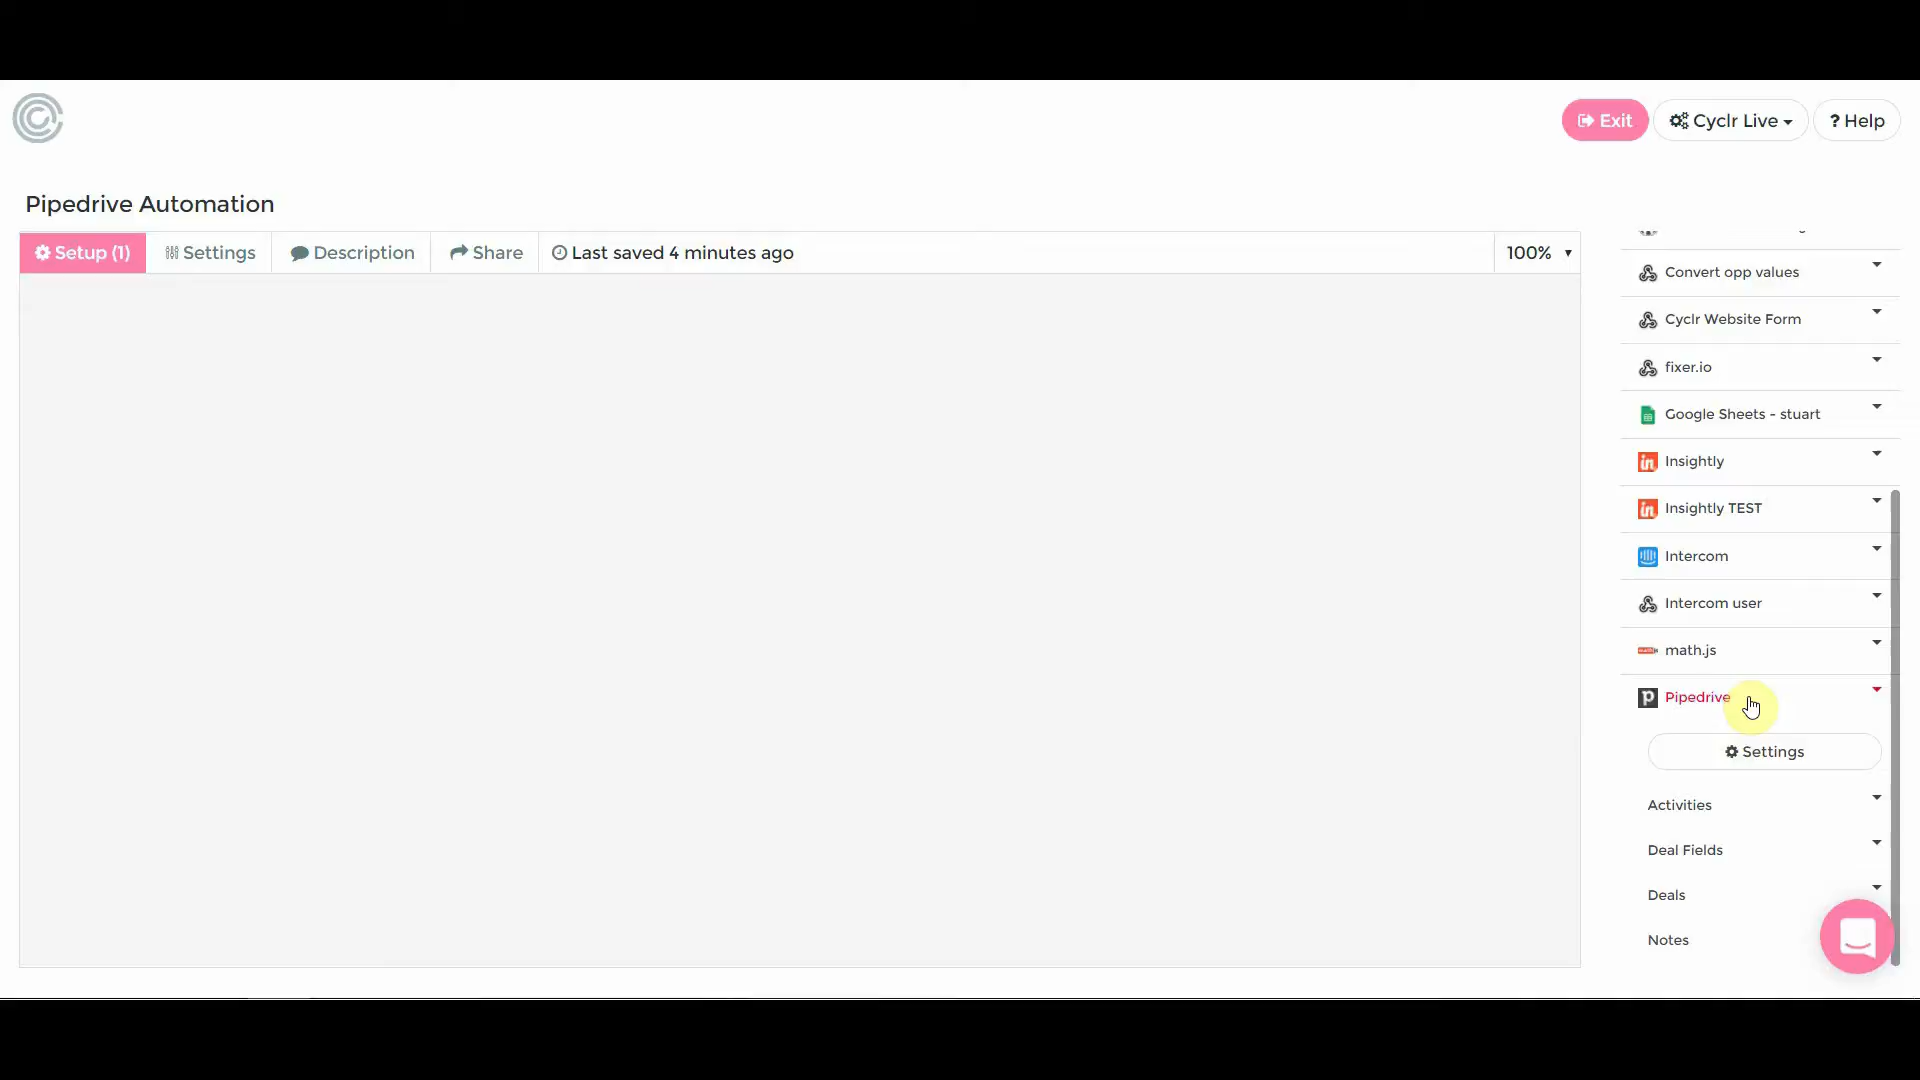 Exit
Cyclr Live
? Help
Pipedrive Automation
Setup (1)
Settings
Description
Share
Last saved 4 minutes ago
100%
Convert opp values
Cyclr Website Form
fixer.io
Google Sheets - stuart
Insightly
Insightly TEST
Intercom
Intercom user
math.js
Pipedrive
Settings
Activities
Deal Fields
Deals
Notes